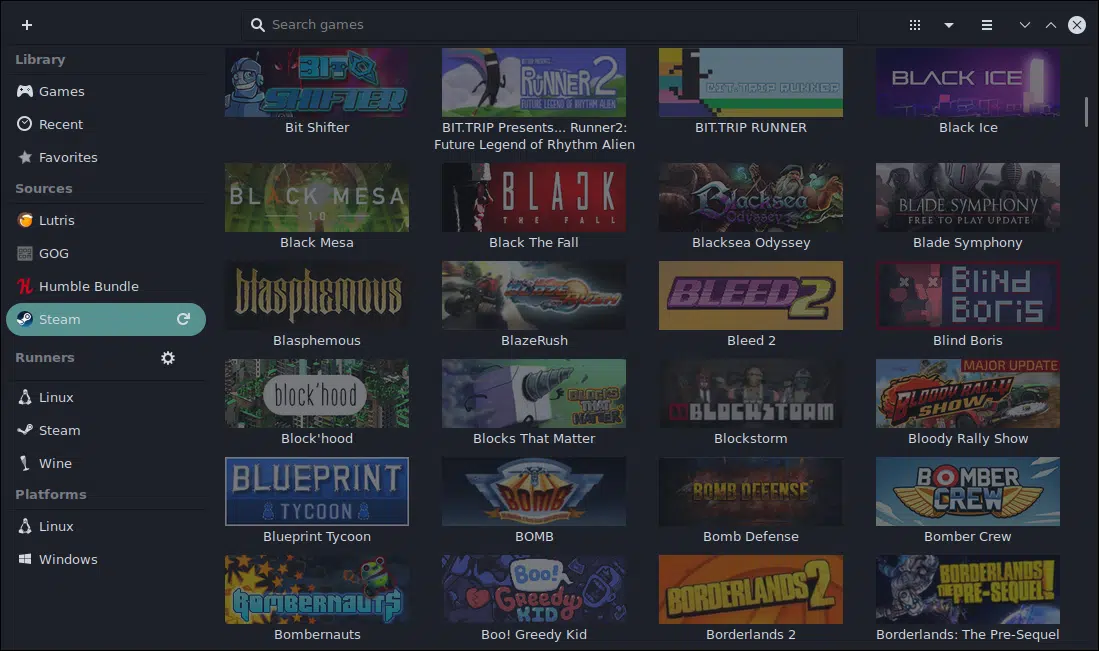 Search games
Library
Games
Recent
Favorites
Sources
Lutris
GOG
Humble Bundle
Steam
Runners
Linux
Steam
Wine
Platforms
Linux
Windows
BIT
SHIFTER
Bit Shifter
RUNNER2
FUTURE LEGEND OF RHYTHM ALIEN
BIT.TRIP Presents... Runner2:
Future Legend of Rhythm Alien
BIT.TRIP RUNNER
BIT.TRIP RUNNER
BLACK ICE
Black Ice
BLACK MESA
1.0
Black Mesa
BLACK
THE FALL
Black The Fall
Blacksea
Odyssey
Blacksea Odyssey
BLADE SYMPHONY
FREE TO PLAY UPDATE
Blade Symphony
blasphemous
Blasphemous
BlazeRush
BLEED 2
Bleed 2
Blind
Boris
Blind Boris
block'hood
Block'hood
BLOCKS
THAT
MATTER
Blocks That Matter
BLOCKSTORM
Blockstorm
MAJOR UPDATE
BLOODY RALLY
SHOW
Bloody Rally Show
BLUEPRINT
TYCOON
Blueprint Tycoon
BOMB
BOMB
BOMB DEFENSE
Bomb Defense
BOMBER
CREW
Bomber Crew
BOMBERNAUTS
Bombernauts
Boo!
Greedy
KID
Boo! Greedy Kid
BORDERLANDS 2
Borderlands 2
BORDERLANDS
THE PRE-SEQUEL!
Borderlands: The Pre-Sequel